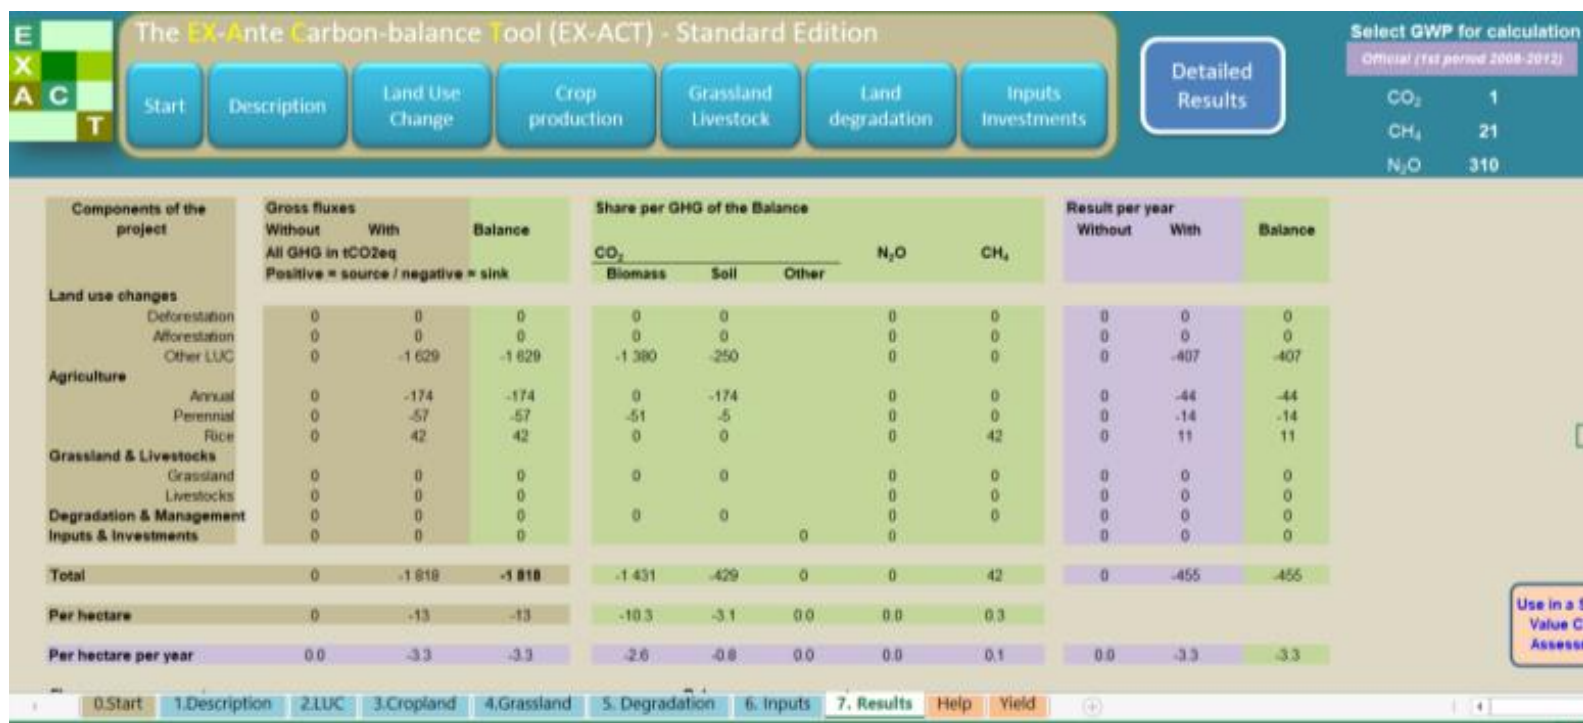 E
X
A C
T
The EX-Ante Carbon-balance Tool (EX-ACT) - Standard Edition
Start
Description
Land Use
Change
Crop
production
Grassland
Livestock
Land
degradation
Inputs
Investments
Detailed
Results
Select GWP for calculation
Official (1st period 2008-2012)
CO₂ 1
CH₄ 21
N₂O 310
Components of the Gross fluxes Share per GHG of the Balance Result per year
project Without With Balance Without With Balance
All GHG in tCO2eq CO₂ N₂O CH₄
Positive = source / negative = sink Biomass Soil Other
Land use changes
Deforestation 0 0 0 0 0 0 0 0 0 0
Afforestation 0 0 0 0 0 0 0 0 0 0
Other LUC 0 -1 629 -1 629 -1 380 -250 0 0 0 -407 -407
Agriculture
Annual 0 -174 -174 0 -174 0 0 0 -44 -44
Perennial 0 -57 -57 -51 -5 0 0 0 -14 -14
Rice 0 42 42 0 0 0 42 0 11 11
Grassland & Livestocks
Grassland 0 0 0 0 0 0 0 0 0 0
Livestocks 0 0 0 0 0 0 0 0
Degradation & Management 0 0 0 0 0 0 0 0 0 0
Inputs & Investments 0 0 0 0 0 0 0 0
Total 0 -1 818 -1 818 -1 431 -429 0 0 42 0 -455 -455
Per hectare 0 -13 -13 -10.3 -3.1 0.0 0.0 0.3
Per hectare per year 0.0 -3.3 -3.3 -2.6 -0.8 0.0 0.0 0.1 0.0 -3.3 -3.3
Use in a
Value C
Assess
0.Start 1.Description 2.LUC 3.Cropland 4.Grassland 5. Degradation 6. Inputs 7. Results Help Yield